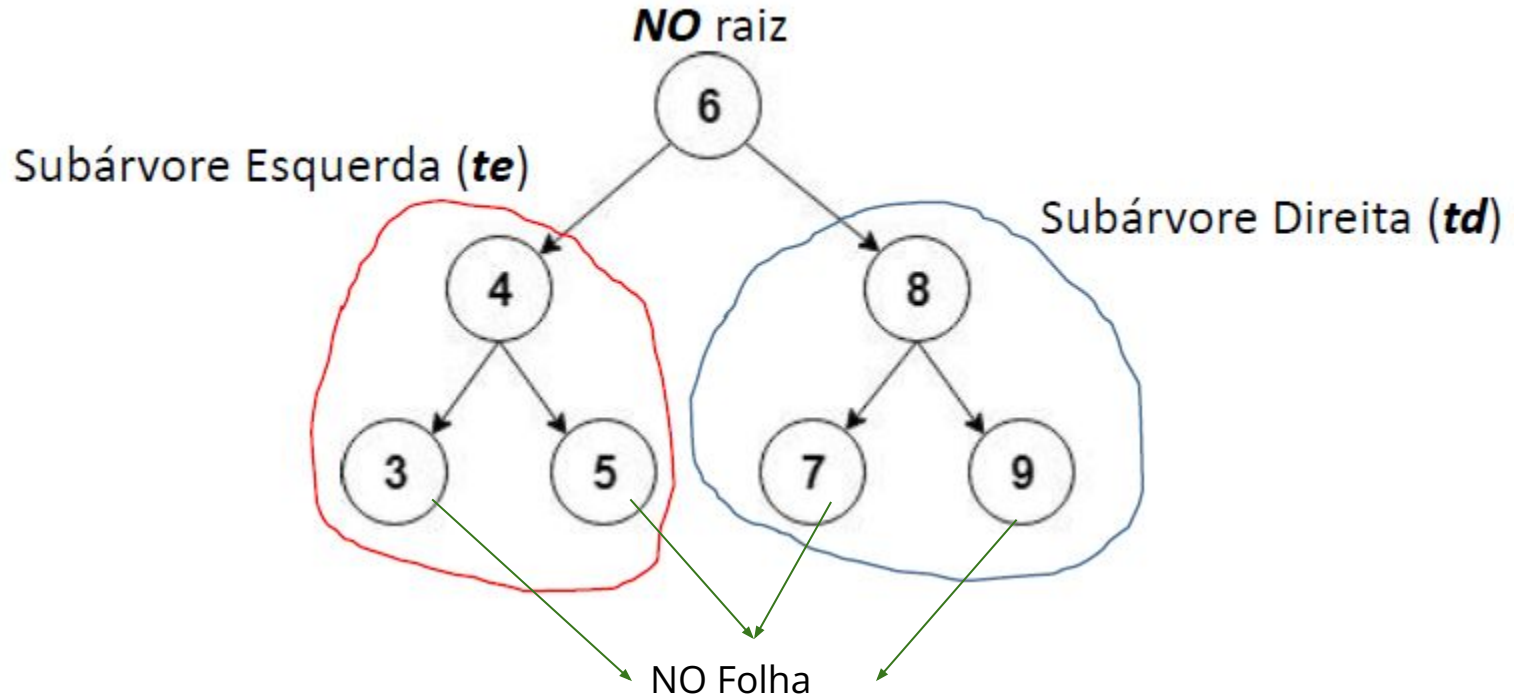 NO raiz
6
Subárvore Esquerda (te)
Subárvore Direita (td)
4
8
3
5
7
9
NO Folha